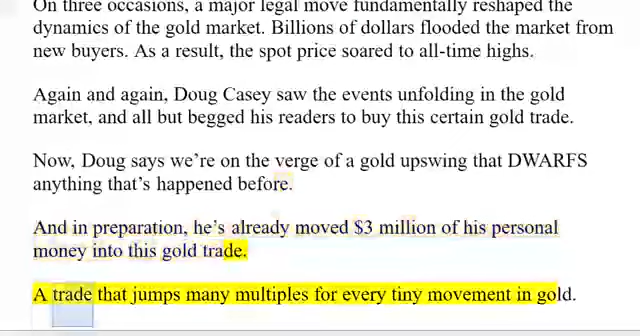 On three occasions, a major legal move fundamentally reshaped the
dynamics of the gold market. Billions of dollars flooded the market from
new buyers. As a result, the spot price soared to all-time highs.
Again and again, Doug Casey saw the events unfolding in the gold
market, and all but begged his readers to buy this certain gold trade.
Now, Doug says we’re on the verge of a gold upswing that DWARFS
anything that’s happened before.
And in preparation, he’s already moved $3 million of his personal
money into this gold trade.
A trade that jumps many multiples for every tiny movement in gold.